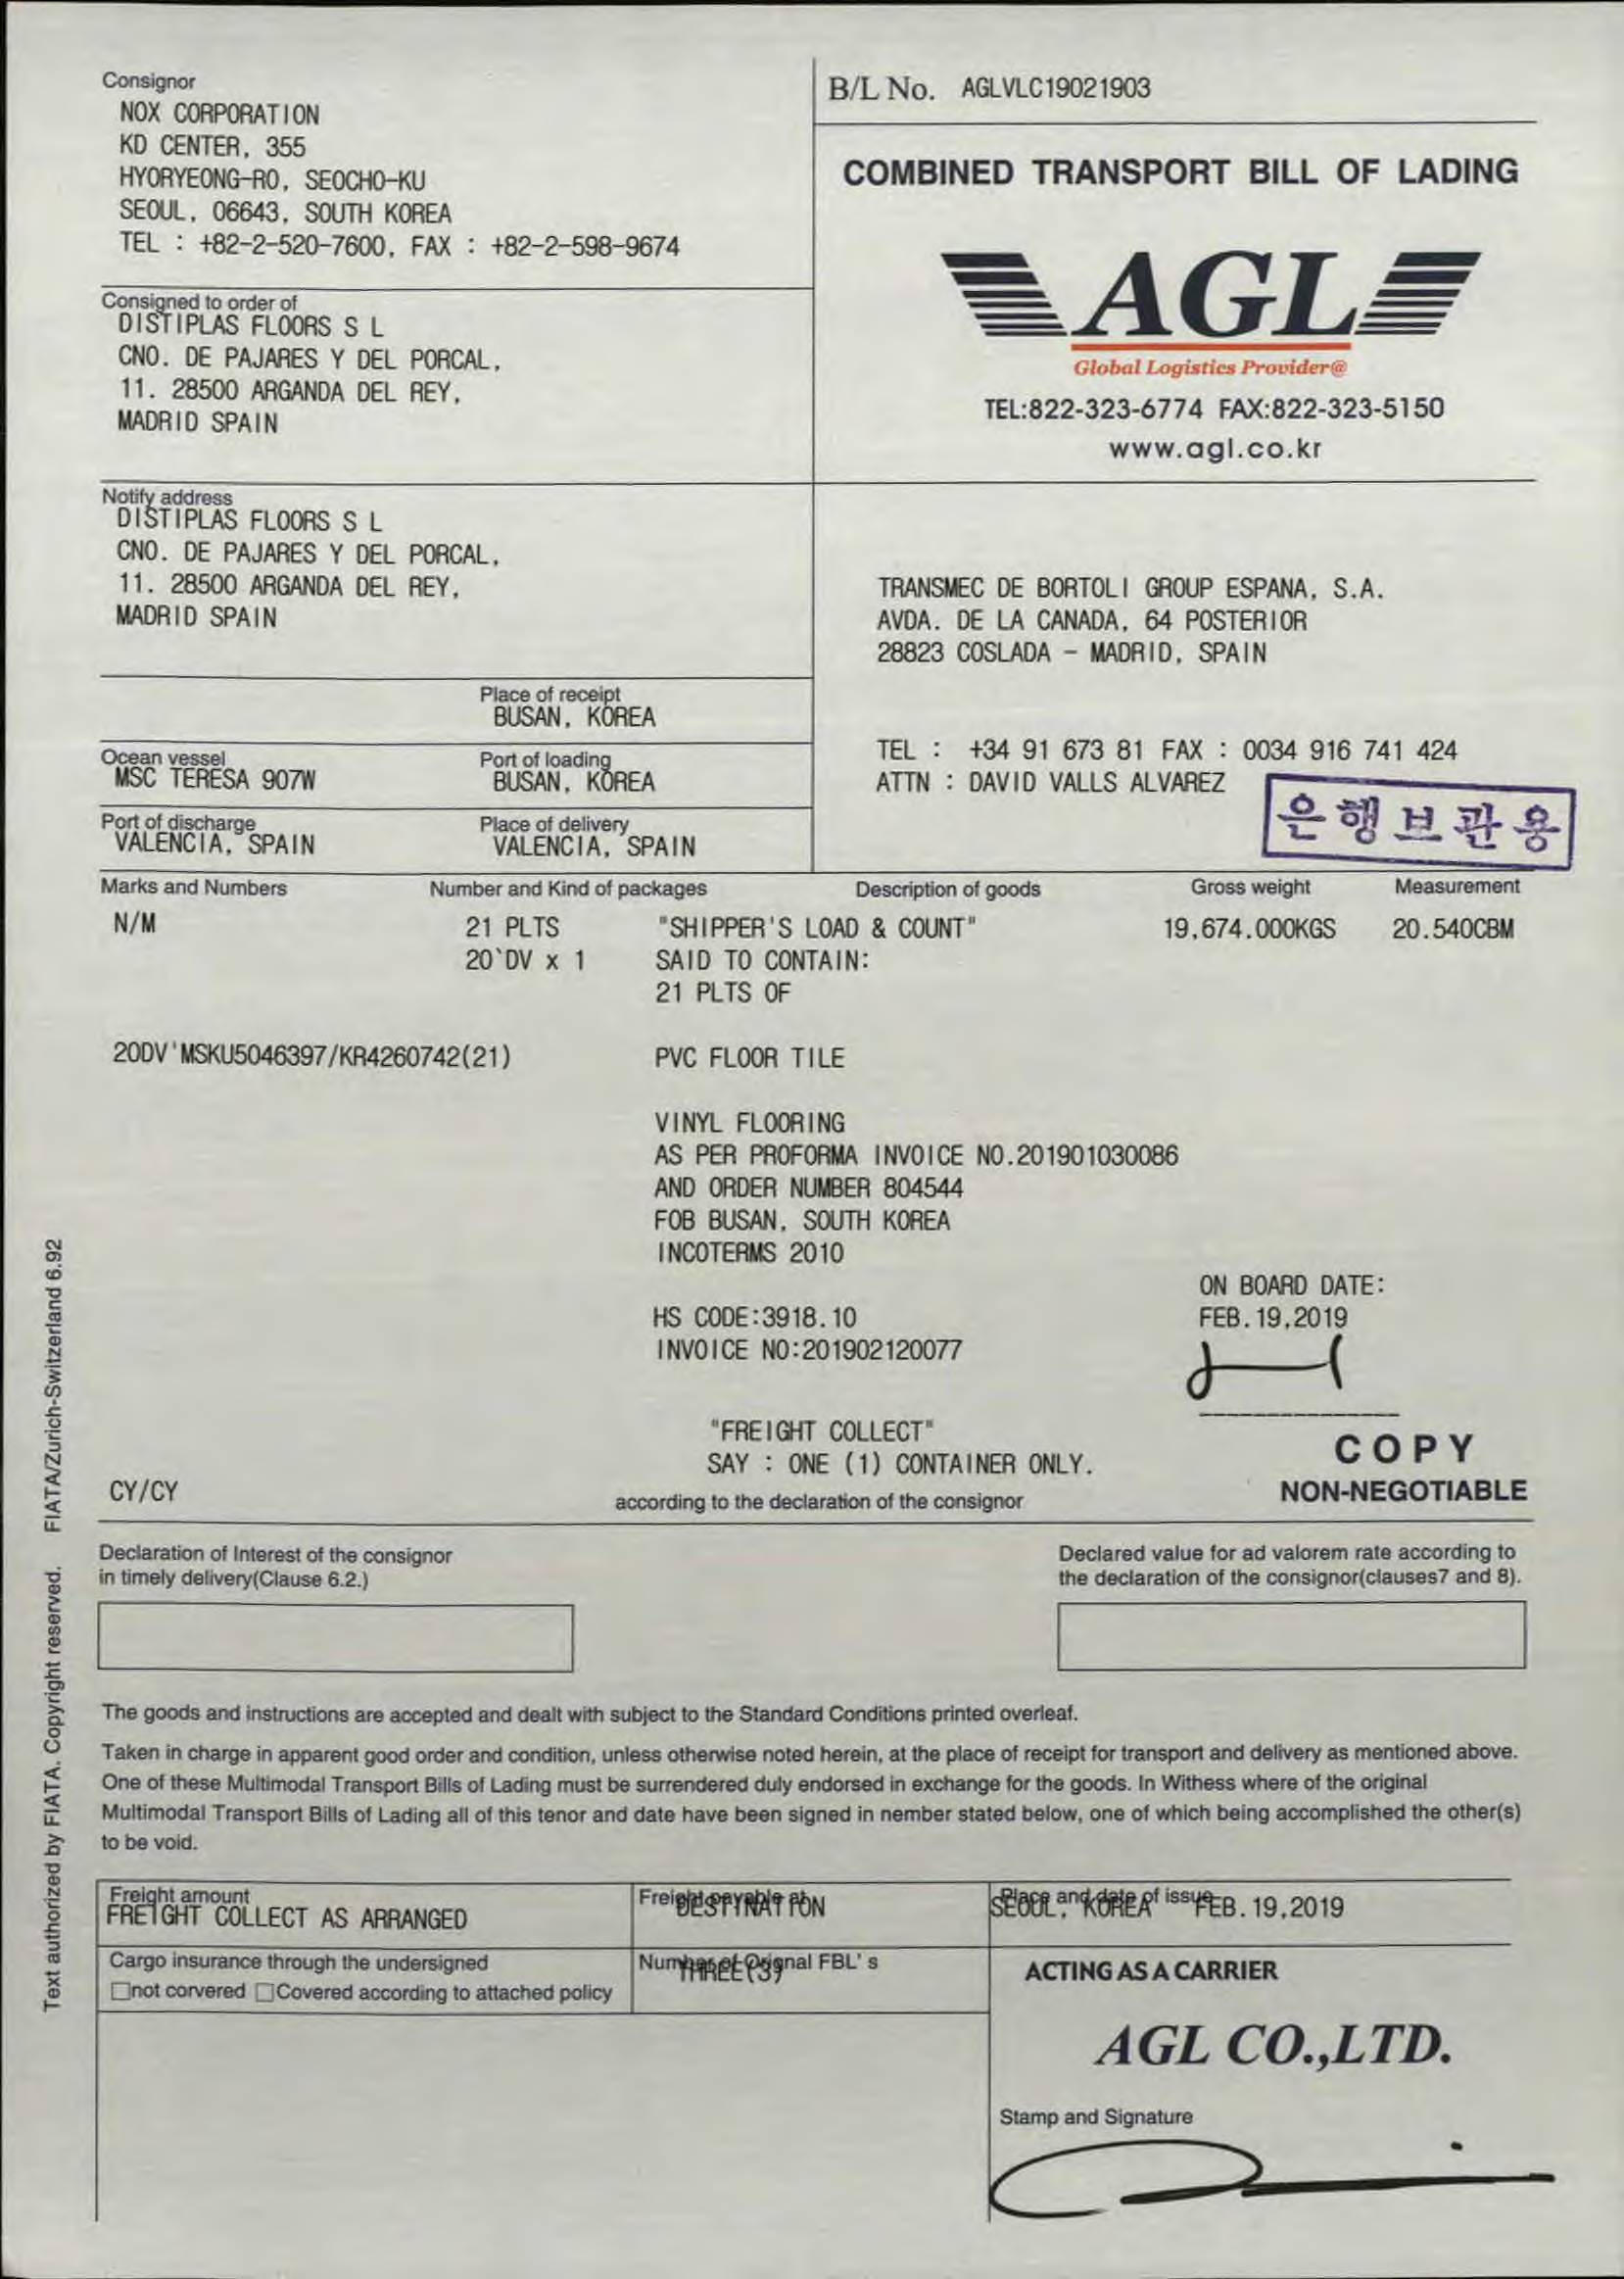 Consignor
NOX CORPORATION
KD CENTER, 355
HYORYEONG-RO, SEOCHO-KU
SEOUL, 06643, SOUTH KOREA
TEL : +82-2-520-7600, FAX : +82-2-598-9674
B/L No. AGLVLC19021903
COMBINED TRANSPORT BILL OF LADING
AGL
Global Logistics Provider@
TEL:822-323-6774 FAX:822-323-5150
www.agl.co.kr
Consigned to order of
DISTIPLAS FLOORS S L
CNO. DE PAJARES Y DEL PORCAL,
11. 28500 ARGANDA DEL REY,
MADRID SPAIN
Notify address
DISTIPLAS FLOORS S L
CNO. DE PAJARES Y DEL PORCAL,
11. 28500 ARGANDA DEL REY,
MADRID SPAIN
TRANSMEC DE BORTOLI GROUP ESPANA, S.A.
AVDA. DE LA CANADA, 64 POSTERIOR
28823 COSLADA - MADRID, SPAIN
TEL : +34 91 673 81 FAX : 0034 916 741 424
ATTN : DAVID VALLS ALVAREZ
은행보관용
Place of receipt
BUSAN, KOREA
Ocean vessel
MSC TERESA 907W
Port of loading
BUSAN, KOREA
Port of discharge
VALENCIA, SPAIN
Place of delivery
VALENCIA, SPAIN
Marks and Numbers Number and Kind of packages Description of goods Gross weight Measurement
N/M 21 PLTS "SHIPPER'S LOAD & COUNT" 19,674.000KGS 20.540CBM
20`DV x 1 SAID TO CONTAIN:
21 PLTS OF
20DV'MSKU5046397/KR4260742(21) PVC FLOOR TILE
VINYL FLOORING
AS PER PROFORMA INVOICE NO.201901030086
AND ORDER NUMBER 804544
FOB BUSAN, SOUTH KOREA
INCOTERMS 2010
HS CODE:3918.10
INVOICE NO:201902120077
ON BOARD DATE:
FEB.19,2019
"FREIGHT COLLECT"
SAY : ONE (1) CONTAINER ONLY.
CY/CY
according to the declaration of the consignor
COPY
NON-NEGOTIABLE
Declaration of Interest of the consignor
in timely delivery(Clause 6.2.)
Declared value for ad valorem rate according to
the declaration of the consignor(clauses7 and 8).
The goods and instructions are accepted and dealt with subject to the Standard Conditions printed overleaf.
Taken in charge in apparent good order and condition, unless otherwise noted herein, at the place of receipt for transport and delivery as mentioned above.
One of these Multimodal Transport Bills of Lading must be surrendered duly endorsed in exchange for the goods. In Withess where of the original
Multimodal Transport Bills of Lading all of this tenor and date have been signed in nember stated below, one of which being accomplished the other(s)
to be void.
Freight amount
FREIGHT COLLECT AS ARRANGED
Freight payable at
DESTINATION
Place and date of issue
SEOUL, KOREA FEB.19,2019
Cargo insurance through the undersigned
not corvered Covered according to attached policy
Number of Orignal FBL' s
THREE(3)
ACTING AS A CARRIER
AGL CO.,LTD.
Stamp and Signature
Text authorized by FIATA. Copyright reserved. FIATA/Zurich-Switzerland 6.92